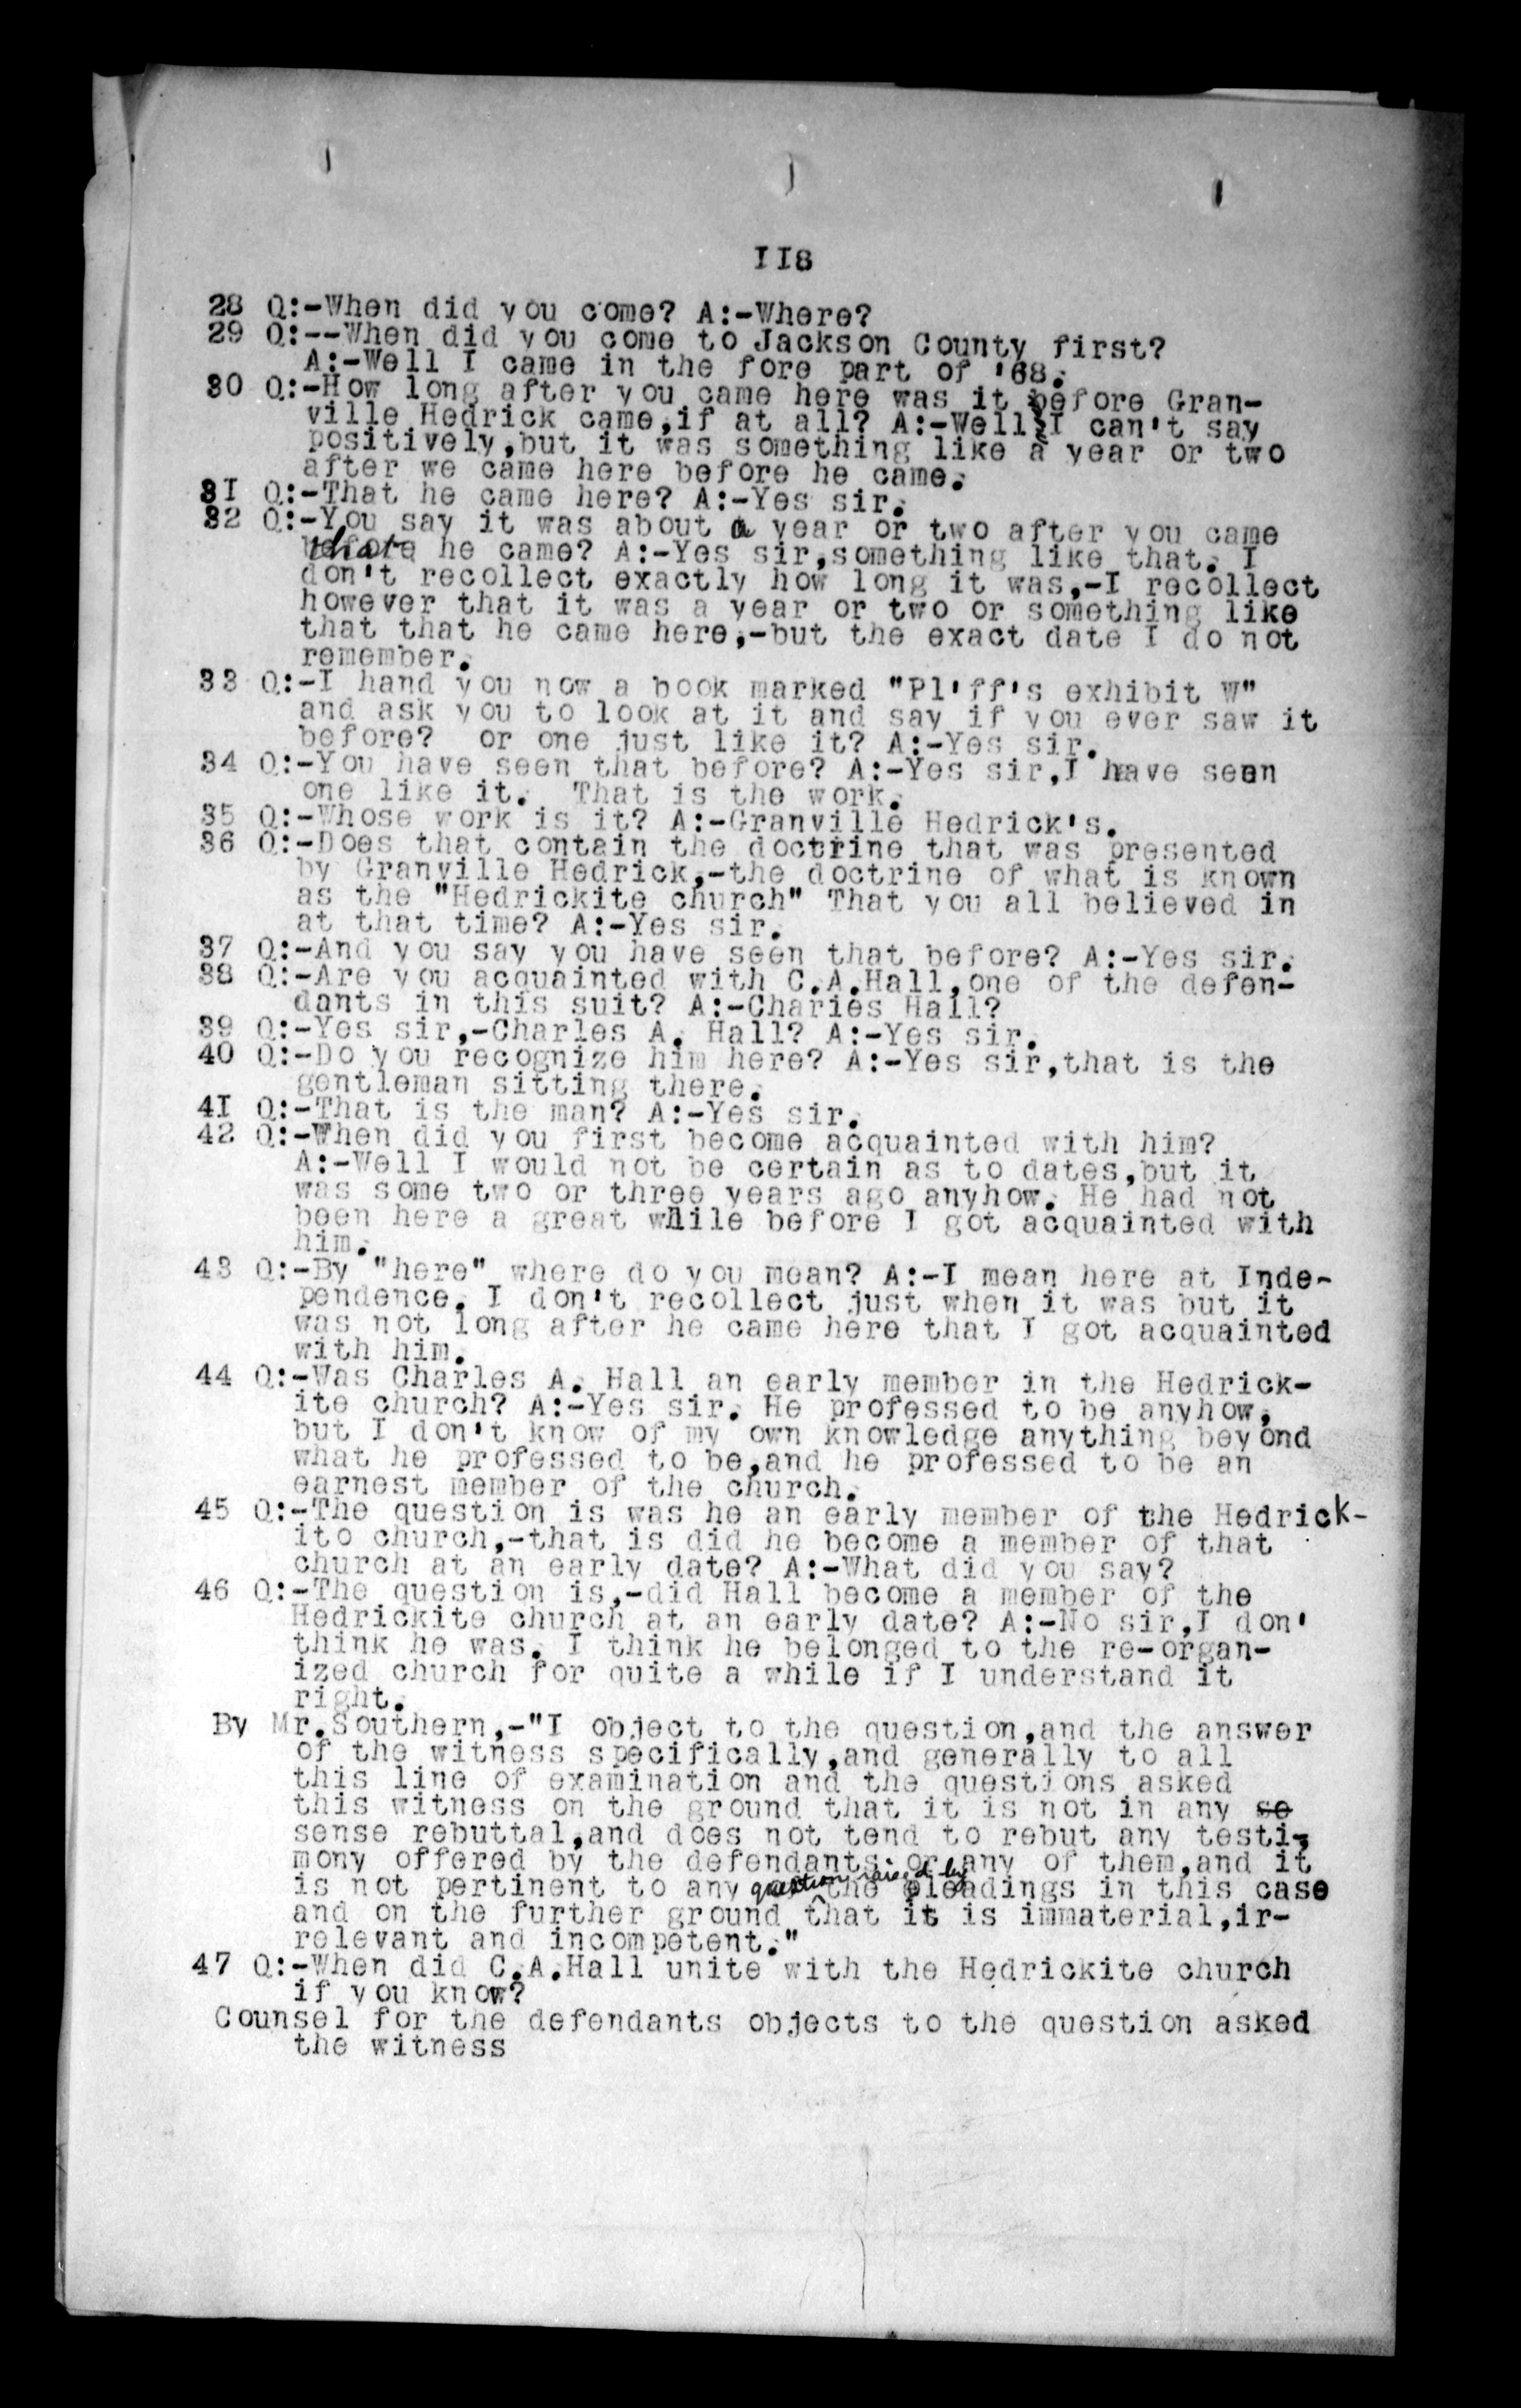 II8
28 Q:-When did you come? A:-Where?
29 Q:--When did you come to Jackson County first?
A:-Well I came in the fore part of '68.
30 Q:-How long after you came here was it before Gran-
ville Hedrick came,if at all? A:-Well,I can't say
positively,but it was something like a year or two
after we came here before he came.
3I Q:-That he came here? A:-Yes sir.
32 Q:-You say it was about a year or two after you came
that he came? A:-Yes sir,something like that. I
don't recollect exactly how long it was,-I recollect
however that it was a year or two or something like
that that he came here,-but the exact date I do not
remember.
33 Q:-I hand you now a book marked "Pl'ff's exhibit W"
and ask you to look at it and say if you ever saw it
before? or one just like it? A:-Yes sir.
34 Q:-You have seen that before? A:-Yes sir,I have seen
one like it. That is the work.
35 Q:-Whose work is it? A:-Granville Hedrick's.
36 Q:-Does that contain the doctrine that was presented
by Granville Hedrick,-the doctrine of what is known
as the "Hedrickite church" That you all believed in
at that time? A:-Yes sir.
37 Q:-And you say you have seen that before? A:-Yes sir.
38 Q:-Are you acquainted with C.A.Hall,one of the defen-
dants in this suit? A:-Charies Hall?
39 Q:-Yes sir,-Charles A. Hall? A:-Yes sir.
40 Q:-Do you recognize him here? A:-Yes sir,that is the
gentleman sitting there.
4I Q:-That is the man? A:-Yes sir.
42 Q:-When did you first become acquainted with him?
A:-Well I would not be certain as to dates,but it
was some two or three years ago anyhow. He had not
been here a great while before I got acquainted with
him.
43 Q:-By "here" where do you mean? A:-I mean here at Inde-
pendence. I don't recollect just when it was but it
was not long after he came here that I got acquainted
with him.
44 Q:-Was Charles A. Hall an early member in the Hedrick-
ite church? A:-Yes sir. He professed to be anyhow,
but I don't know of my own knowledge anything beyond
what he professed to be,and he professed to be an
earnest member of the church.
45 Q:-The question is was he an early member of the Hedrick-
ito church,-that is did he become a member of that
church at an early date? A:-What did you say?
46 Q:-The question is,-did Hall become a member of the
Hedrickite church at an early date? A:-No sir,I don'
think he was. I think he belonged to the re-organ-
ized church for quite a while if I understand it
right.
By Mr.Southern,-"I object to the question,and the answer
of the witness specifically,and generally to all
this line of examination and the questions asked
this witness on the ground that it is not in any se
sense rebuttal,and does not tend to rebut any testi-
mony offered by the defendants or any of them,and it
is not pertinent to any question raised by the pleadings in this case
and on the further ground that it is immaterial,ir-
relevant and incompetent."
47 Q:-When did C.A.Hall unite with the Hedrickite church
if you know?
Counsel for the defendants objects to the question asked
the witness